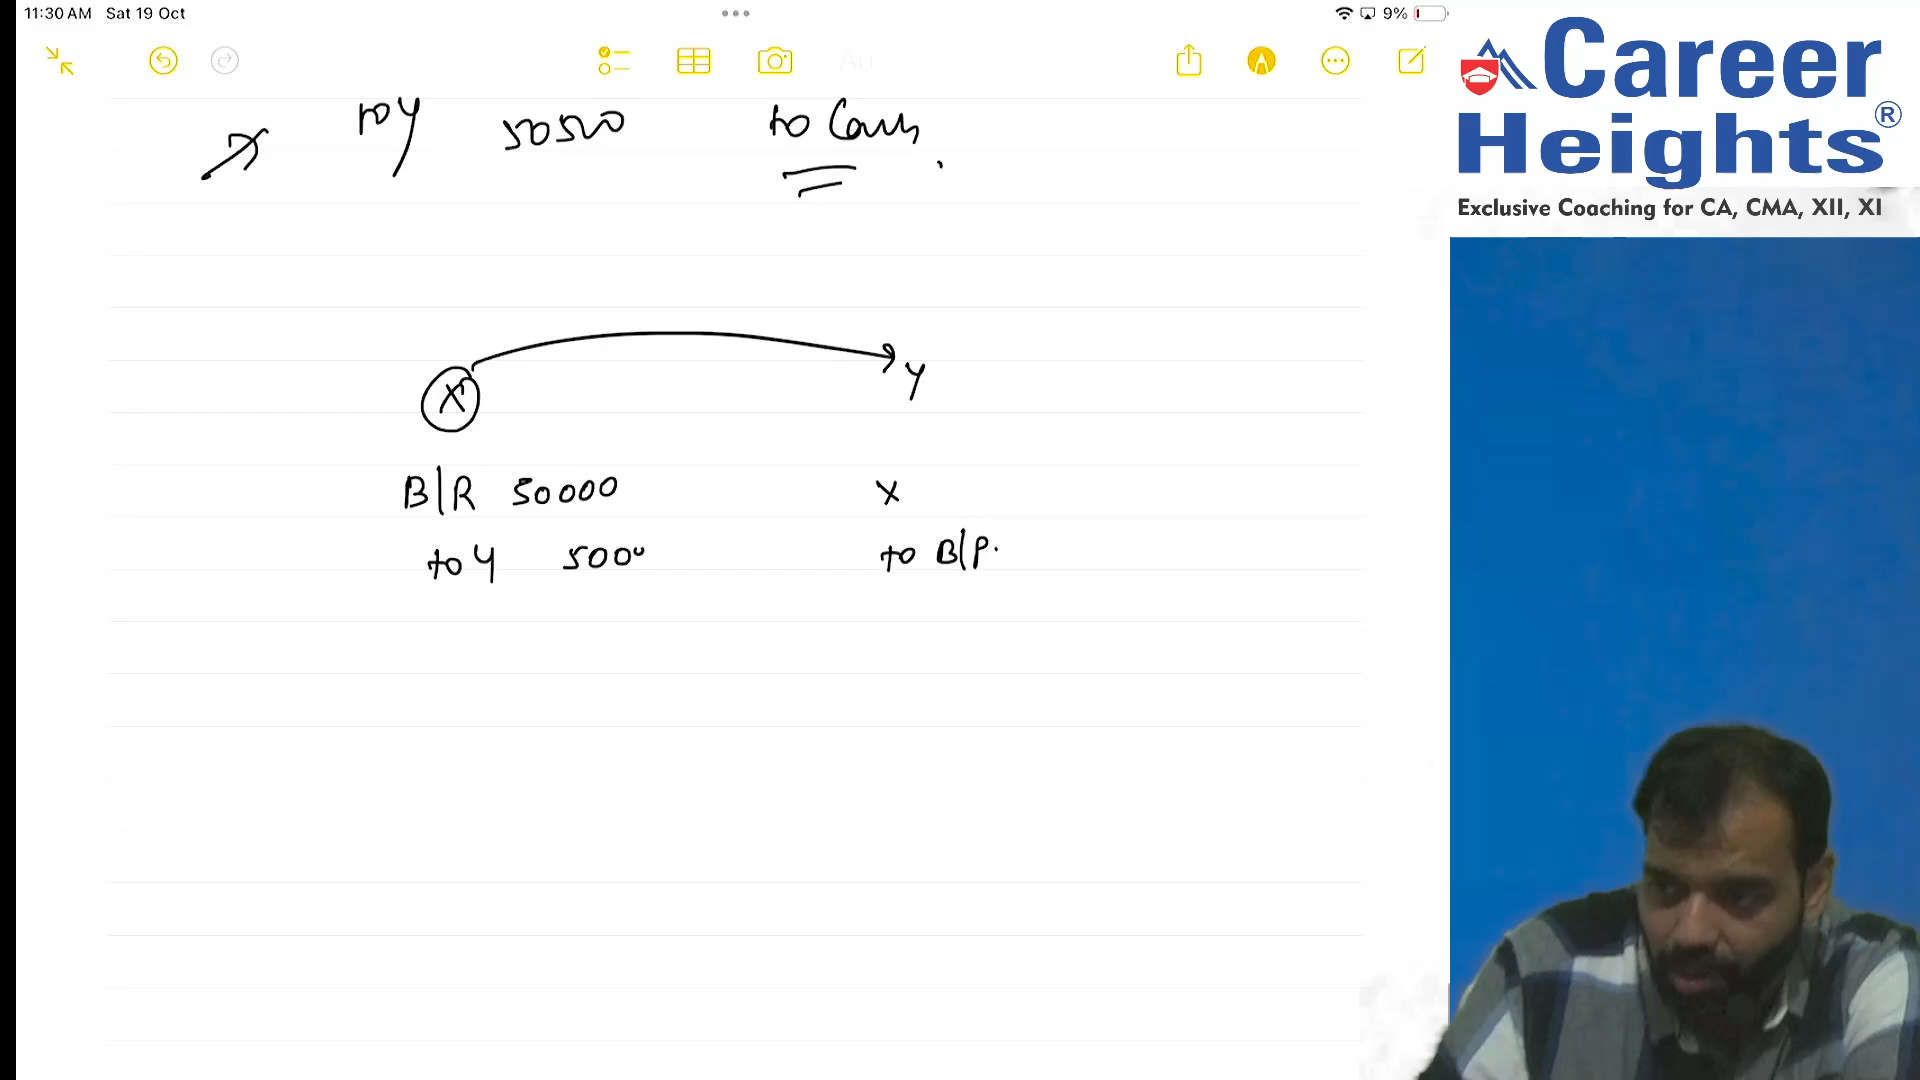 11:30 AM Sat 19 Oct
9%
Career
Heights®
Exclusive Coaching for CA, CMA, XII, XI
to y 50500 to Cash
X y
B/R 50000 X
to y 5000 to B/P.